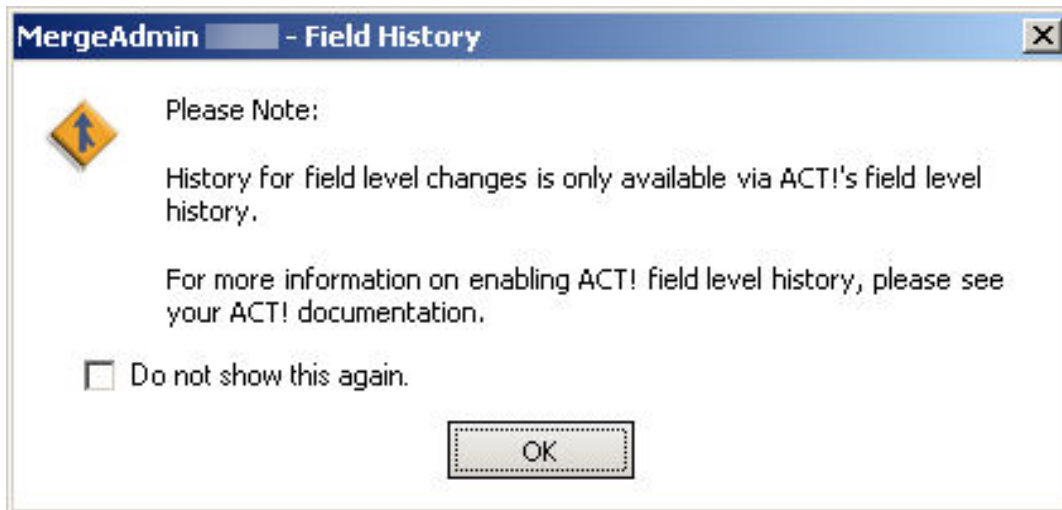 MergeAdmin - Field History
Please Note:
History for field level changes is only available via ACT!'s field level
history.
For more information on enabling ACT! field level history, please see
your ACT! documentation.
Do not show this again.
OK